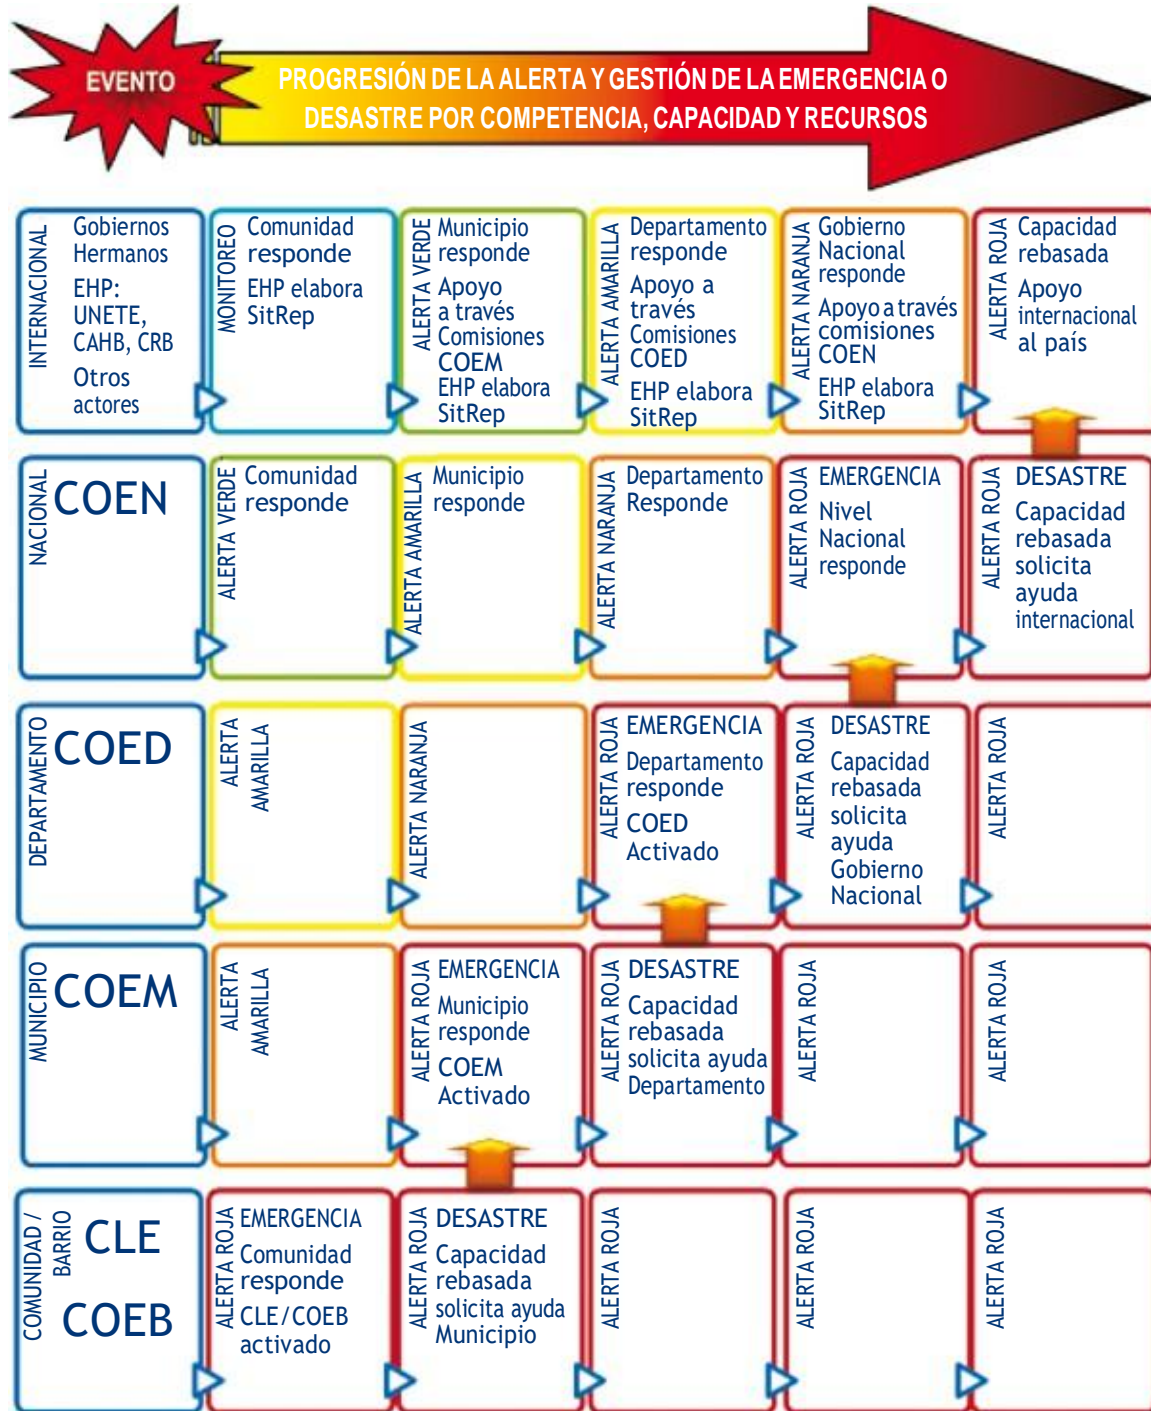 EVENTO
PROGRESIÓN DE LA ALERTA Y GESTIÓN DE LA EMERGENCIA O
DESASTRE POR COMPETENCIA, CAPACIDAD Y RECURSOS
INTERNACIONAL
Gobiernos
Hermanos
EHP:
UNETE,
CAHB, CRB
Otros
actores
MONITOREO
Comunidad
responde
EHP elabora
SitRep
ALERTA VERDE
Municipio
responde
Apoyo
a través
Comisiones
COEM
EHP elabora
SitRep
ALERTA AMARILLA
Departamento
responde
Apoyo a
través
Comisiones
COED
EHP elabora
SitRep
ALERTA NARANJA
Gobierno
Nacional
responde
Apoyo a través
comisiones
COEN
EHP elabora
SitRep
ALERTA ROJA
Capacidad
rebasada
Apoyo
internacional
al país
NACIONAL
COEN
ALERTA VERDE
Comunidad
responde
ALERTA AMARILLA
Municipio
responde
ALERTA NARANJA
Departamento
Responde
ALERTA ROJA
EMERGENCIA
Nivel
Nacional
responde
ALERTA ROJA
DESASTRE
Capacidad
rebasada
solicita
ayuda
internacional
DEPARTAMENTO
COED
ALERTA
AMARILLA
ALERTA NARANJA
ALERTA ROJA
EMERGENCIA
Departamento
responde
COED
Activado
ALERTA ROJA
DESASTRE
Capacidad
rebasada
solicita
ayuda
Gobierno
Nacional
ALERTA ROJA
MUNICIPIO
COEM
ALERTA
AMARILLA
ALERTA ROJA
EMERGENCIA
Municipio
responde
COEM
Activado
ALERTA ROJA
DESASTRE
Capacidad
rebasada
solicita ayuda
Departamento
ALERTA ROJA
ALERTA ROJA
COMUNIDAD /
BARRIO
CLE
COEB
ALERTA ROJA
EMERGENCIA
Comunidad
responde
CLE/COEB
activado
ALERTA ROJA
DESASTRE
Capacidad
rebasada
solicita ayuda
Municipio
ALERTA ROJA
ALERTA ROJA
ALERTA ROJA